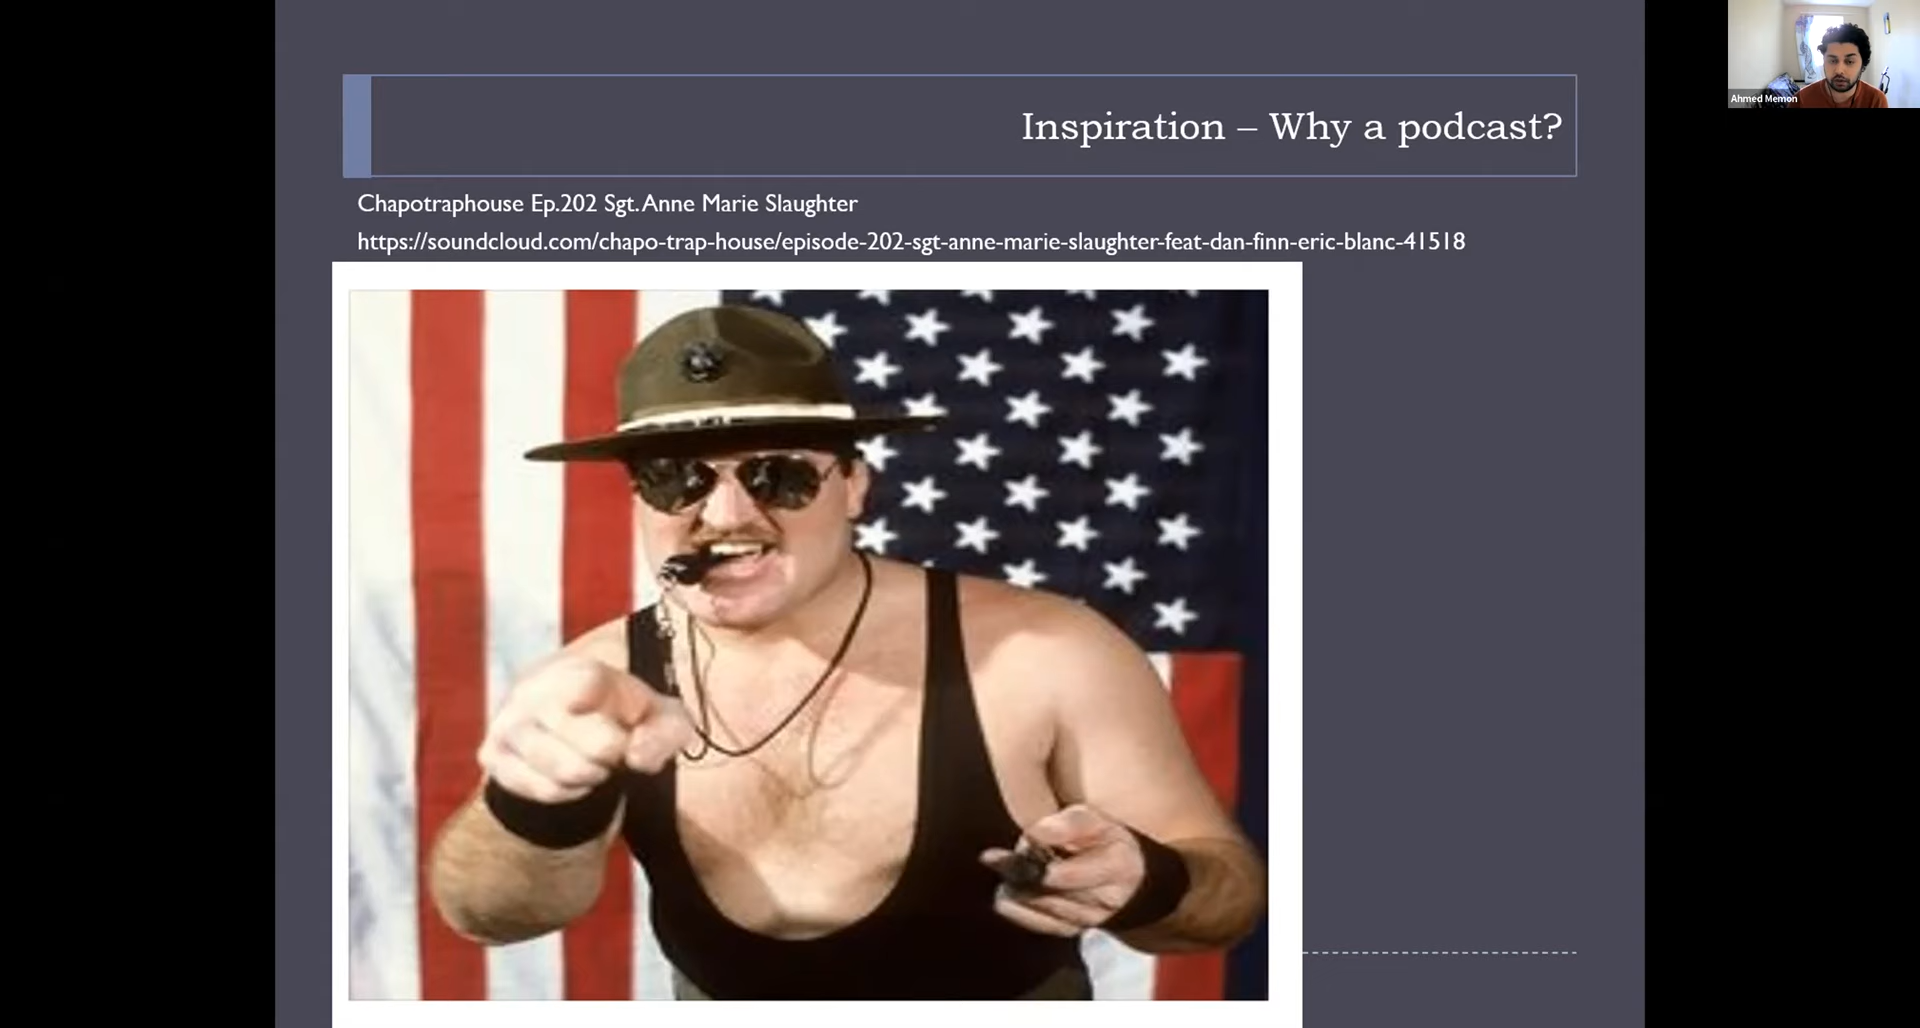 Inspiration – Why a podcast?
Chapotraphouse Ep.202 Sgt. Anne Marie Slaughter
https://soundcloud.com/chapo-trap-house/episode-202-sgt-anne-marie-slaughter-feat-dan-finn-eric-blanc-41518
Ahmed Memon